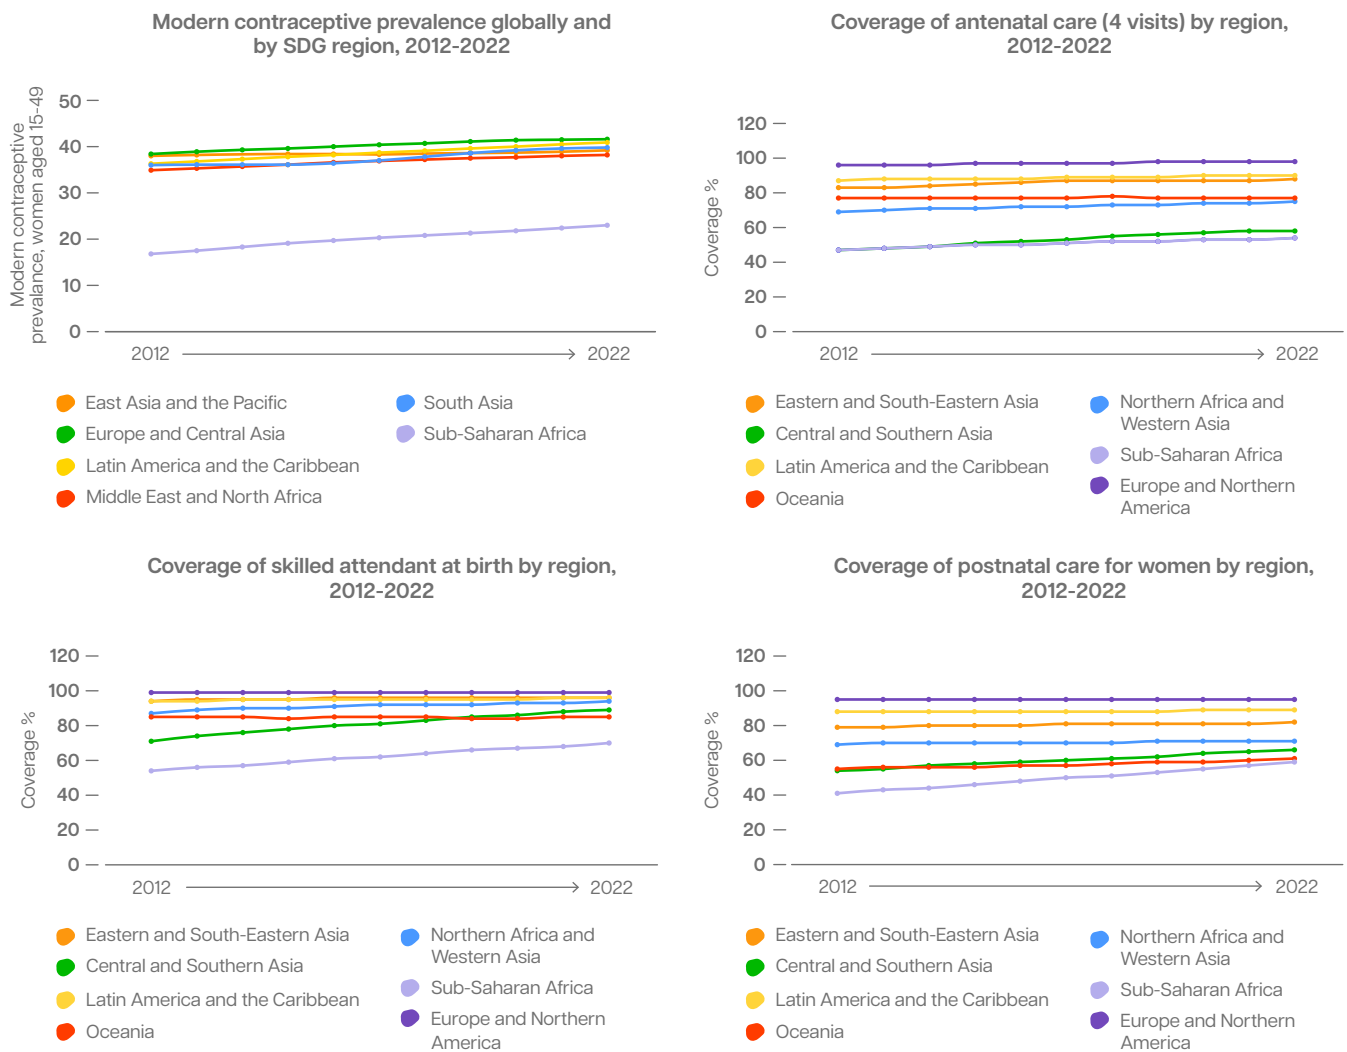 Modern contraceptive prevalence globally and
by SDG region, 2012-2022
Modern contraceptive
prevalance, women aged 15-49
50
40
30
20
10
0
2012
2022
East Asia and the Pacific
Europe and Central Asia
Latin America and the Caribbean
Middle East and North Africa
South Asia
Sub-Saharan Africa
Coverage of antenatal care (4 visits) by region,
2012-2022
Coverage %
120
100
80
60
40
20
0
2012
2022
Eastern and South-Eastern Asia
Central and Southern Asia
Latin America and the Caribbean
Oceania
Northern Africa and
Western Asia
Sub-Saharan Africa
Europe and Northern
America
Coverage of skilled attendant at birth by region,
2012-2022
Coverage %
120
100
80
60
40
20
0
2012
2022
Eastern and South-Eastern Asia
Central and Southern Asia
Latin America and the Caribbean
Oceania
Northern Africa and
Western Asia
Sub-Saharan Africa
Europe and Northern
America
Coverage of postnatal care for women by region,
2012-2022
Coverage %
120
100
80
60
40
20
0
2012
2022
Eastern and South-Eastern Asia
Central and Southern Asia
Latin America and the Caribbean
Oceania
Northern Africa and
Western Asia
Sub-Saharan Africa
Europe and Northern
America